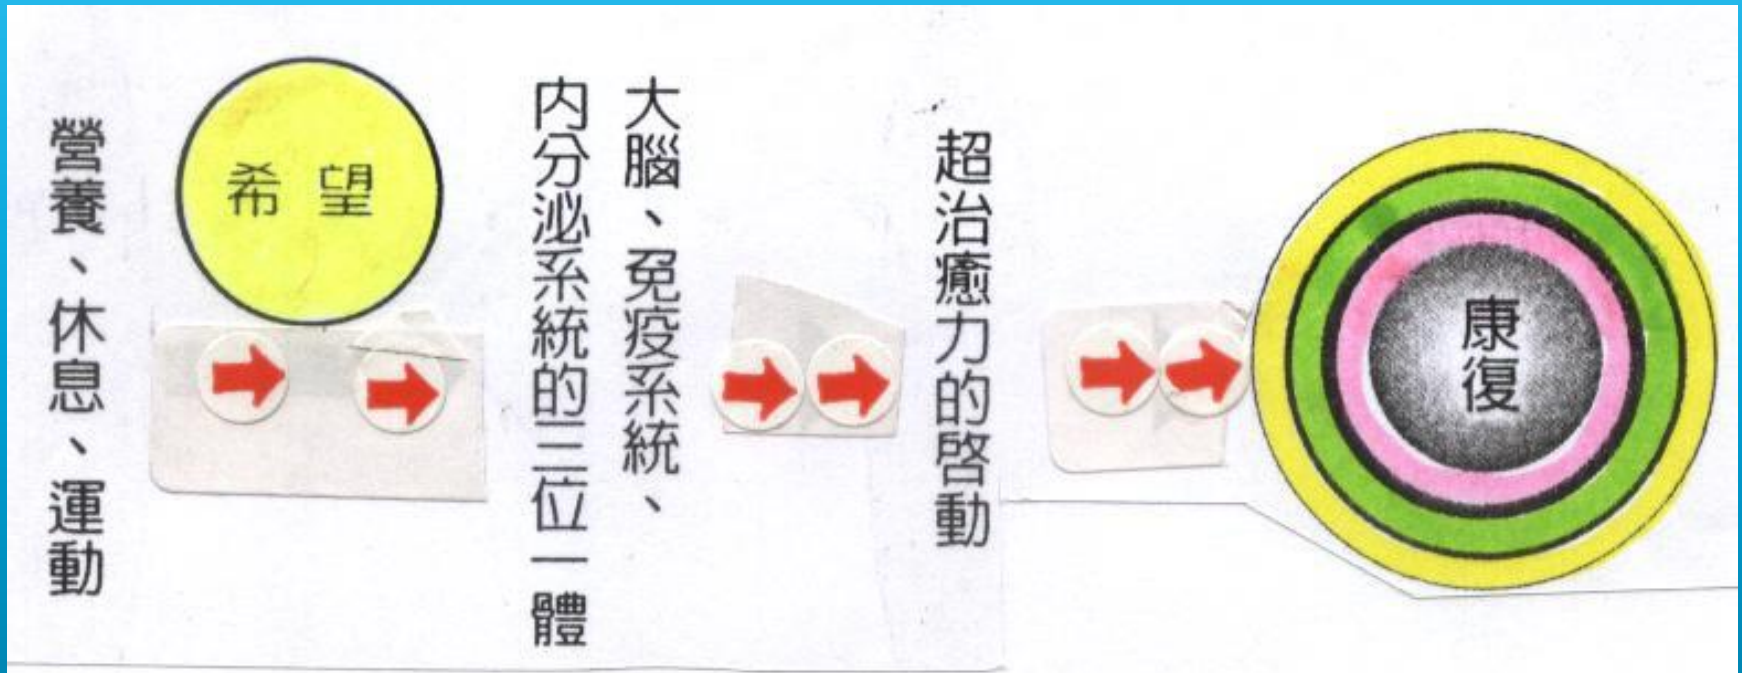 營養、休息、運動
希望
大腦、免疫系統、
内分泌系統的三位一體
超治癒力的啓動
康復